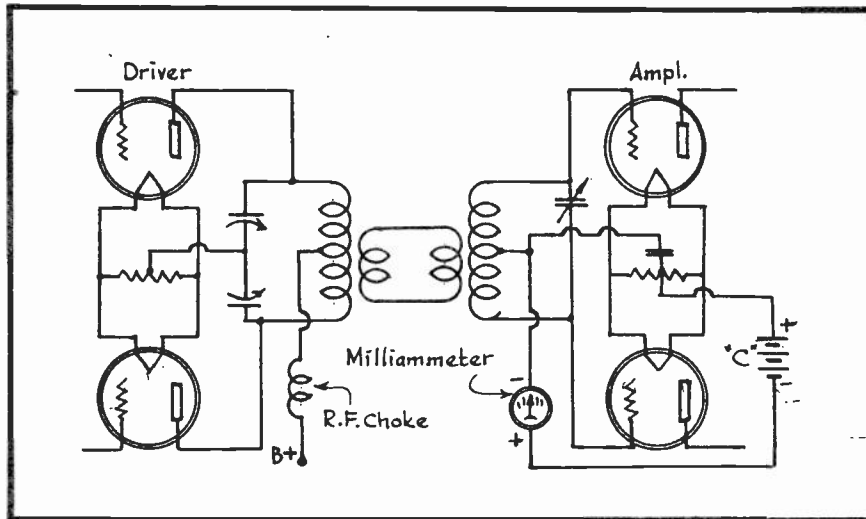 Driver
Ampl.
Milliammeter
R.F. Choke
B+
-
+
+
"C"
-